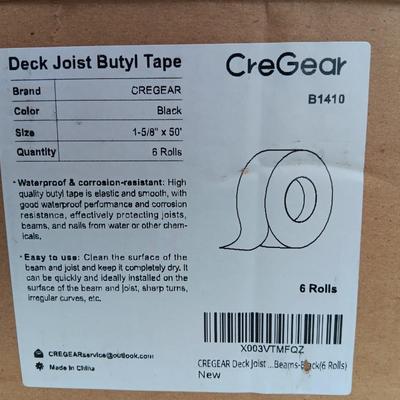 Deck Joist Butyl Tape
CreGear
B1410
Brand CREGEAR
Color Black
Size 1-5/8" x 50'
Quantity 6 Rolls
· Waterproof & corrosion-resistant: High
quality butyl tape is elastic and smooth, with
good waterproof performance and corrosion
resistance, effectively protecting joists,
beams, and nails from water or other chem-
icals.
· Easy to use: Clean the surface of the
beam and joist and keep it completely dry. It
can be quickly and ideally installed on the
surface of the beam and joist, sharp turns,
irregular curves, etc.
6 Rolls
CREGEARservice@outlook.com
Made in China
X003VTMFQZ
CREGEAR Deck Joist ...Beams-Black(6 Rolls)
New